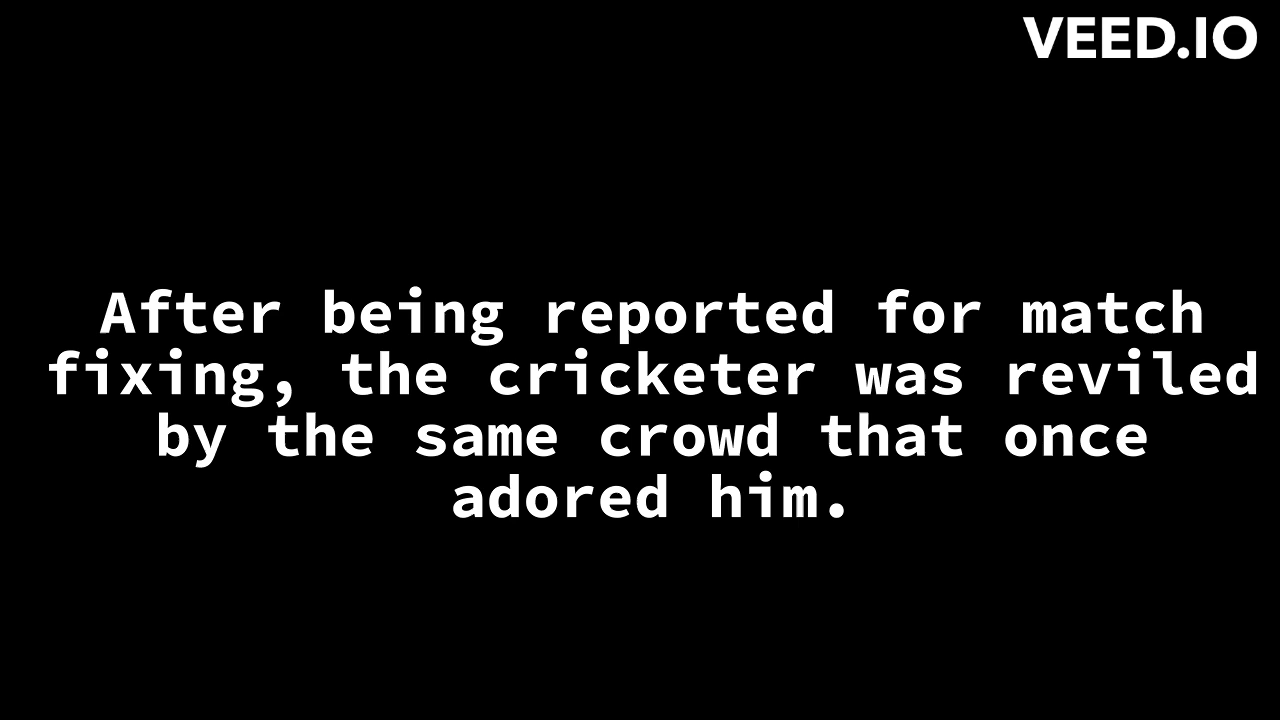 VEED.IO
After being reported for match
fixing, the cricketer was reviled
by the same crowd that once
adored him.